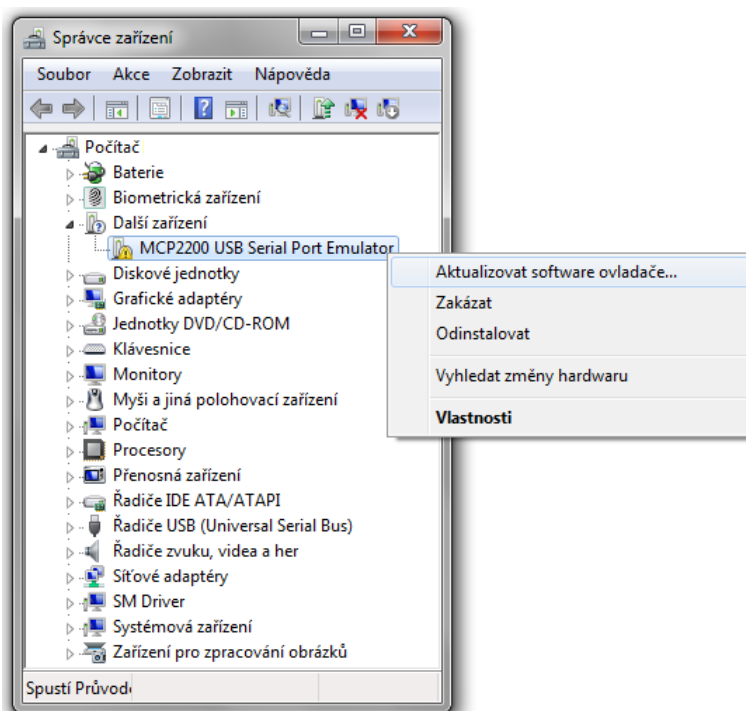 Správce zařízení
Soubor Akce Zobrazit Nápověda
Počítač
Baterie
Biometrická zařízení
Další zařízení
MCP2200 USB Serial Port Emulator
Diskové jednotky
Grafické adaptéry
Jednotky DVD/CD-ROM
Klávesnice
Monitory
Myši a jiná polohovací zařízení
Počítač
Procesory
Přenosná zařízení
Řadiče IDE ATA/ATAPI
Řadiče USB (Universal Serial Bus)
Řadiče zvuku, videa a her
Síťové adaptéry
SM Driver
Systémová zařízení
Zařízení pro zpracování obrázků
Aktualizovat software ovladače...
Zakázat
Odinstalovat
Vyhledat změny hardwaru
Vlastnosti
Spustí